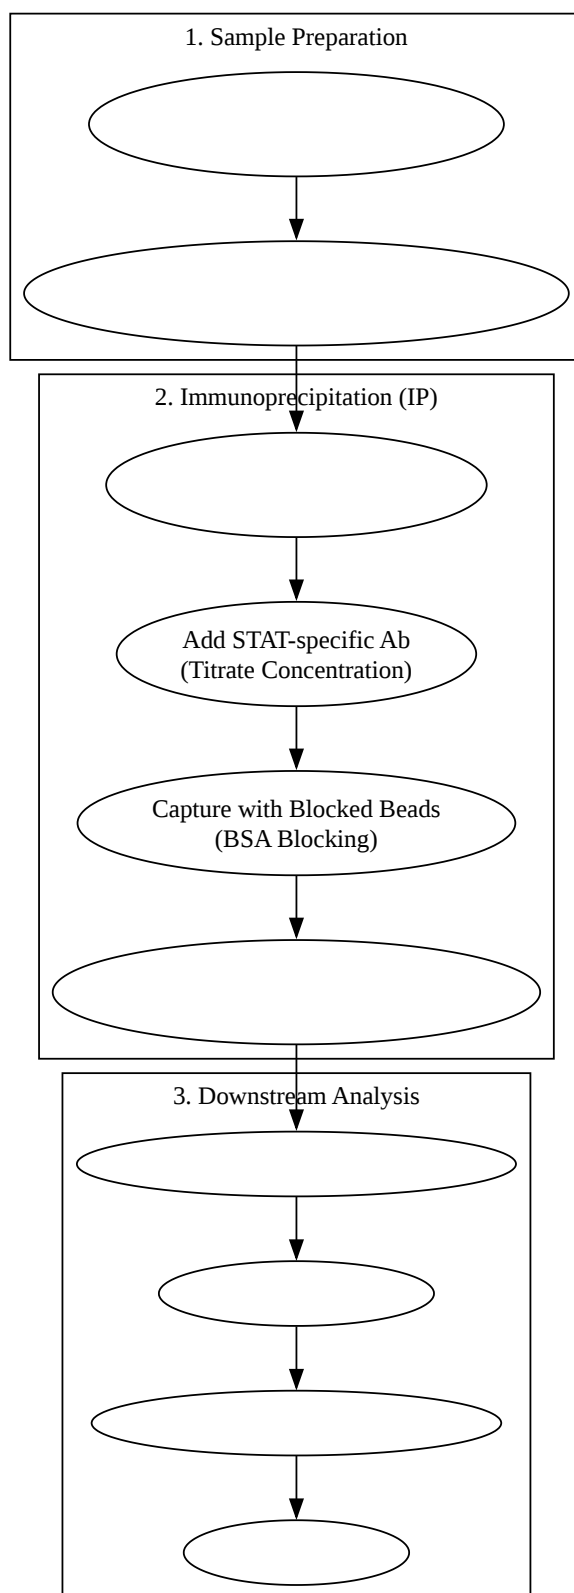 1. Sample Preparation
2. Immunoprecipitation (IP)
Add STAT-specific Ab
(Titrate Concentration)
Capture with Blocked Beads
(BSA Blocking)
3. Downstream Analysis